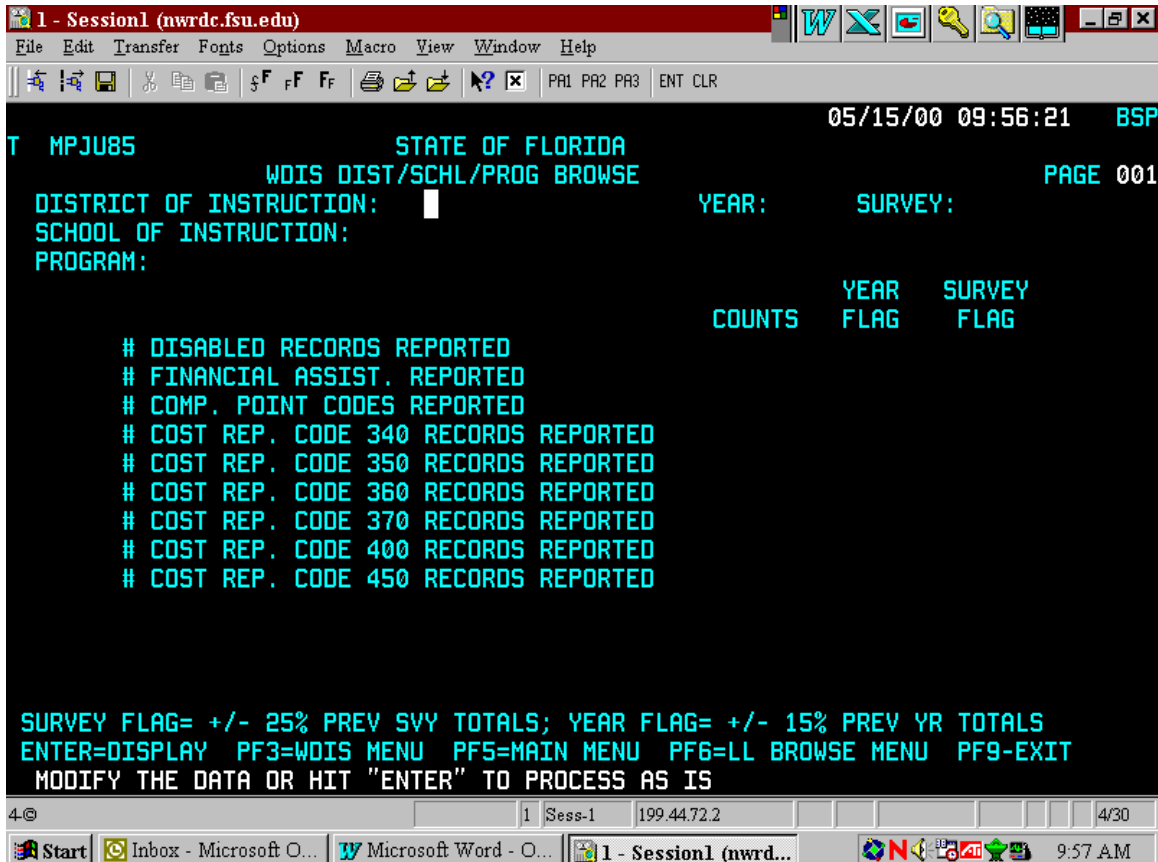 1 - Session1 (nwrdc.fsu.edu)
File Edit Transfer Fonts Options Macro View Window Help
PA1 PA2 PA3 ENT CLR
05/15/00 09:56:21 BSP
T MPJU85 STATE OF FLORIDA
WDIS DIST/SCHL/PROG BROWSE PAGE 001
DISTRICT OF INSTRUCTION: YEAR: SURVEY:
SCHOOL OF INSTRUCTION:
PROGRAM:
YEAR SURVEY
COUNTS FLAG FLAG
# DISABLED RECORDS REPORTED
# FINANCIAL ASSIST. REPORTED
# COMP. POINT CODES REPORTED
# COST REP. CODE 340 RECORDS REPORTED
# COST REP. CODE 350 RECORDS REPORTED
# COST REP. CODE 360 RECORDS REPORTED
# COST REP. CODE 370 RECORDS REPORTED
# COST REP. CODE 400 RECORDS REPORTED
# COST REP. CODE 450 RECORDS REPORTED
SURVEY FLAG= +/- 25% PREV SVY TOTALS; YEAR FLAG= +/- 15% PREV YR TOTALS
ENTER=DISPLAY PF3=WDIS MENU PF5=MAIN MENU PF6=LL BROWSE MENU PF9-EXIT
MODIFY THE DATA OR HIT "ENTER" TO PROCESS AS IS
4-© 1 Sess-1 199.44.72.2 4/30
Start Inbox - Microsoft O... Microsoft Word - O... 1 - Session1 (nwrd... 9:57 AM